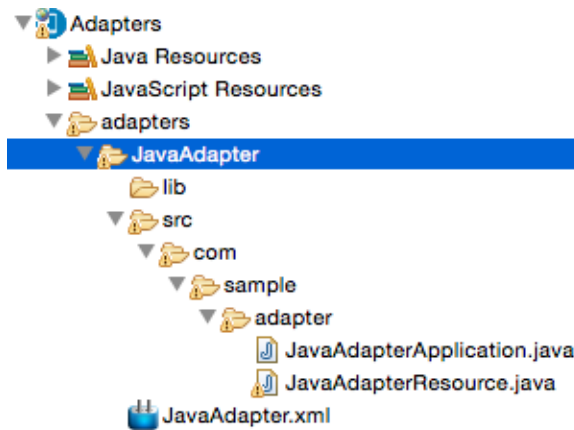 Adapters
Java Resources
JavaScript Resources
adapters
JavaAdapter
lib
src
com
sample
adapter
JavaAdapterApplication.java
JavaAdapterResource.java
JavaAdapter.xml